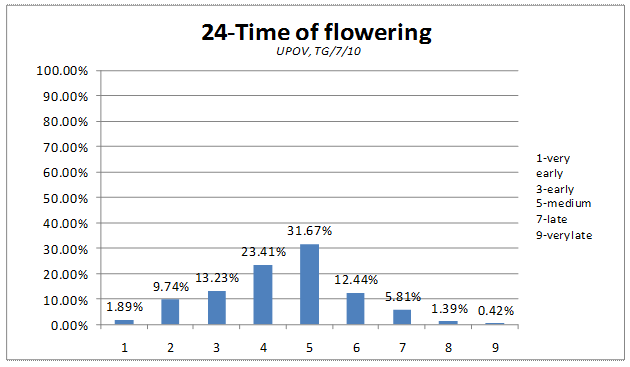 24-Time of flowering
UPOV, TG/7/10
100.00%
90.00%
80.00%
70.00%
60.00%
50.00%
40.00%
30.00%
20.00%
10.00%
0.00%
1.89%
9.74%
13.23%
23.41%
31.67%
12.44%
5.81%
1.39%
0.42%
1 2 3 4 5 6 7 8 9
1-very
early
3-early
5-medium
7-late
9-very late